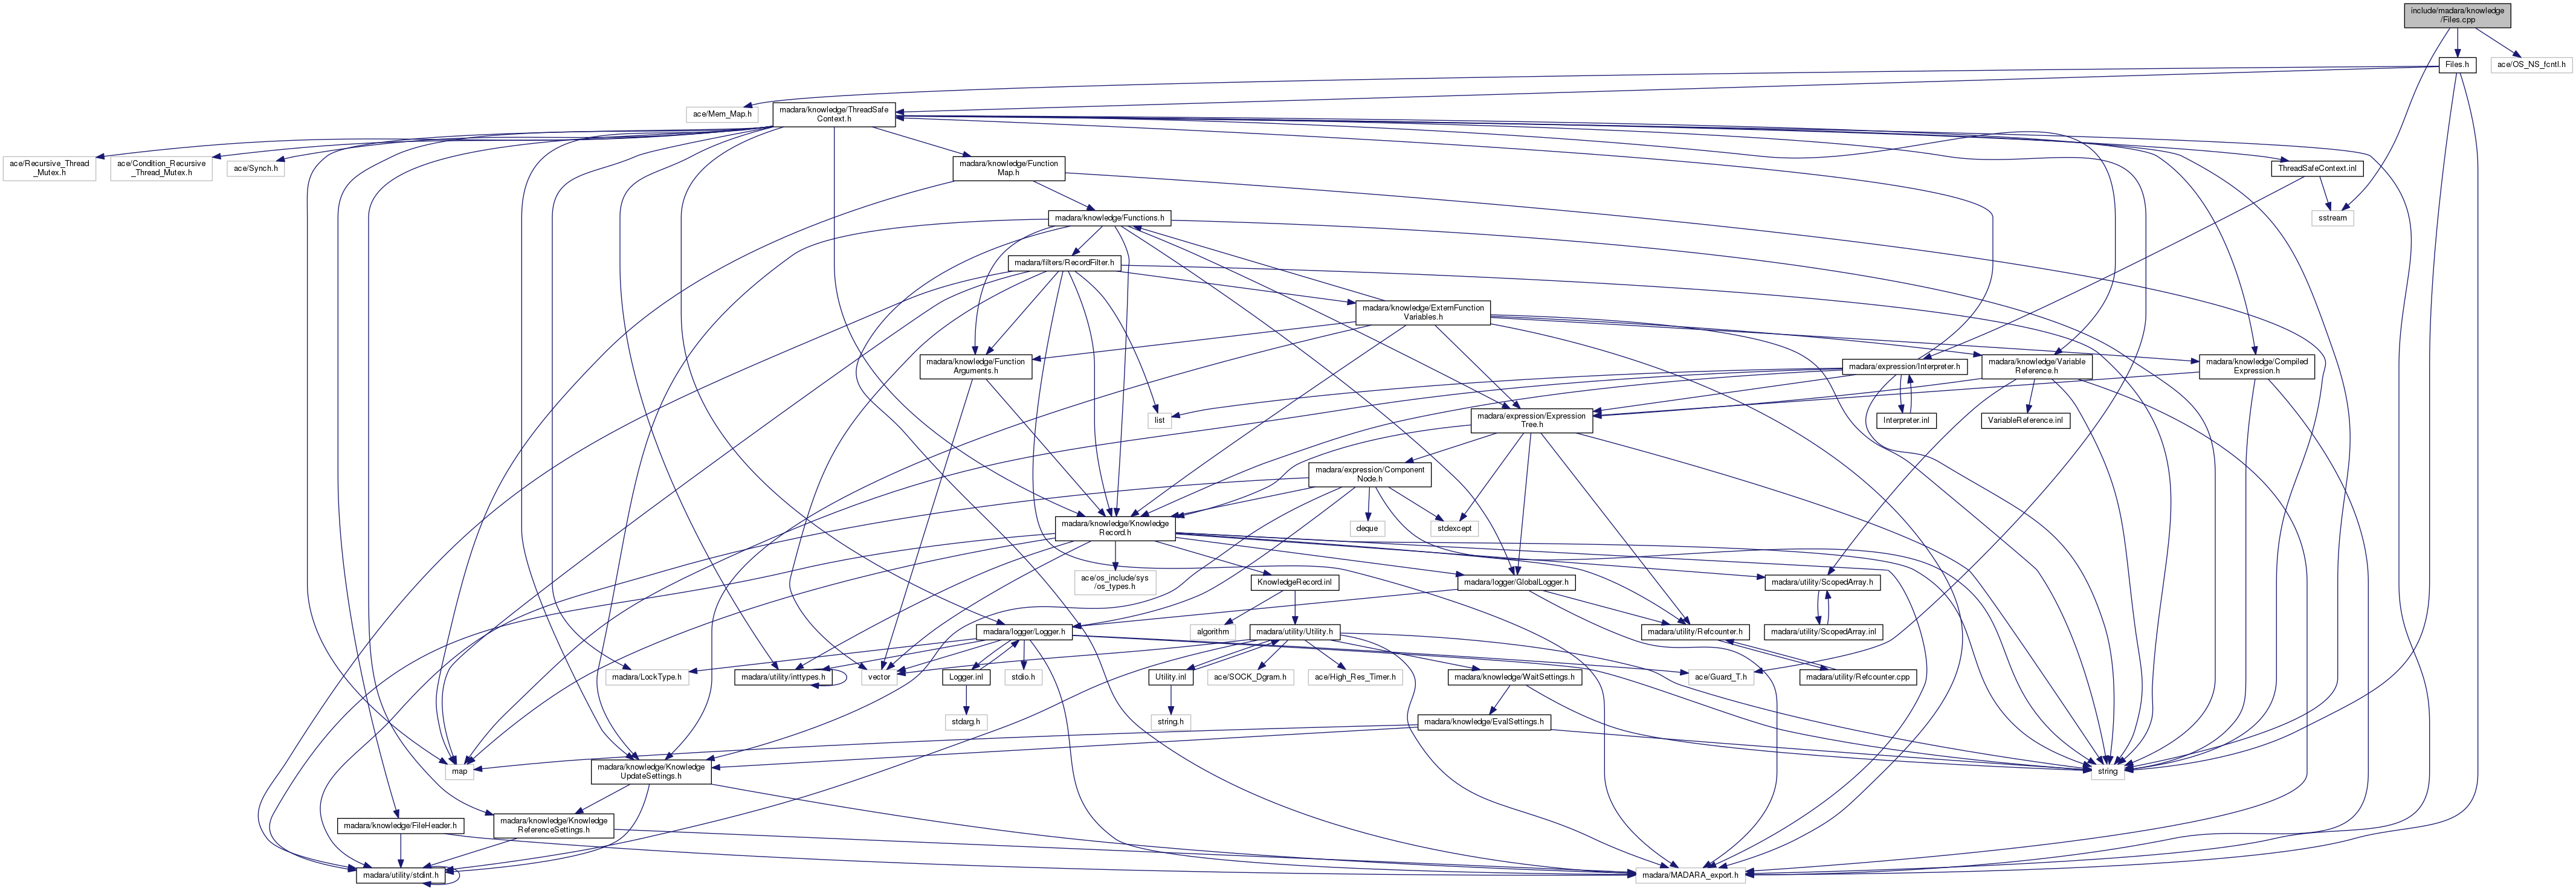 include/madara/knowledge
/Files.cpp
Files.h
ace/OS_NS_fcntl.h
ace/Mem_Map.h
madara/knowledge/ThreadSafe
Context.h
ace/Recursive_Thread
_Mutex.h
ace/Condition_Recursive
_Thread_Mutex.h
ace/Synch.h
madara/knowledge/Function
Map.h
ThreadSafeContext.inl
madara/knowledge/Functions.h
sstream
madara/filters/RecordFilter.h
madara/knowledge/ExternFunction
Variables.h
madara/knowledge/Function
Arguments.h
madara/expression/Interpreter.h
madara/knowledge/Variable
Reference.h
madara/knowledge/Compiled
Expression.h
list
madara/expression/Expression
Tree.h
Interpreter.inl
VariableReference.inl
madara/expression/Component
Node.h
madara/knowledge/Knowledge
Record.h
deque
stdexcept
ace/os_include/sys
/os_types.h
KnowledgeRecord.inl
madara/logger/GlobalLogger.h
madara/utility/ScopedArray.h
algorithm
madara/logger/Logger.h
madara/utility/Utility.h
madara/utility/Refcounter.h
madara/utility/ScopedArray.inl
madara/LockType.h
madara/utility/inttypes.h
vector
Logger.inl
stdio.h
Utility.inl
ace/SOCK_Dgram.h
ace/High_Res_Timer.h
madara/knowledge/WaitSettings.h
ace/Guard_T.h
madara/utility/Refcounter.cpp
stdarg.h
string.h
madara/knowledge/EvalSettings.h
map
madara/knowledge/Knowledge
UpdateSettings.h
string
madara/knowledge/FileHeader.h
madara/knowledge/Knowledge
ReferenceSettings.h
madara/utility/stdint.h
madara/MADARA_export.h